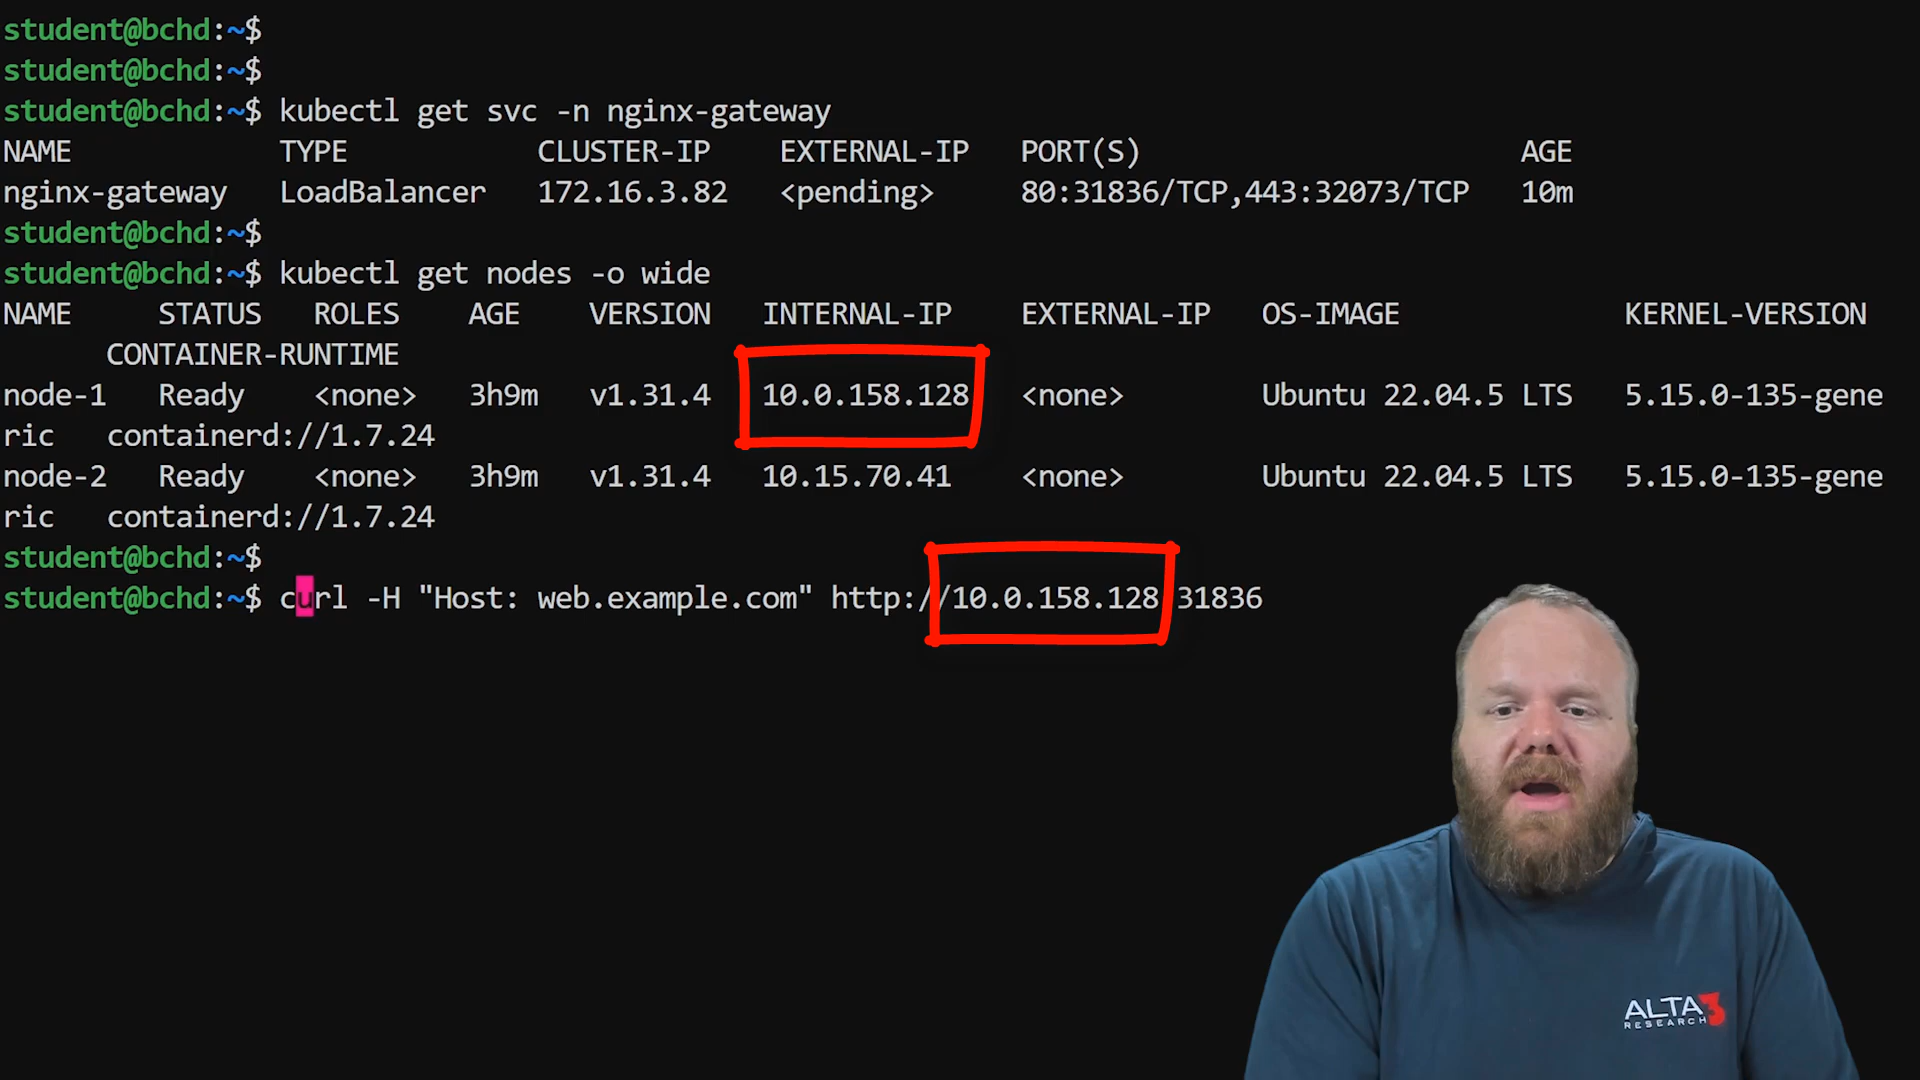 student@bchd:~$
student@bchd:~$
student@bchd:~$ kubectl get svc -n nginx-gateway
NAME TYPE CLUSTER-IP EXTERNAL-IP PORT(S) AGE
nginx-gateway LoadBalancer 172.16.3.82 <pending> 80:31836/TCP,443:32073/TCP 10m
student@bchd:~$
student@bchd:~$ kubectl get nodes -o wide
NAME STATUS ROLES AGE VERSION INTERNAL-IP EXTERNAL-IP OS-IMAGE KERNEL-VERSION
CONTAINER-RUNTIME
node-1 Ready <none> 3h9m v1.31.4 10.0.158.128 <none> Ubuntu 22.04.5 LTS 5.15.0-135-gene
ric containerd://1.7.24
node-2 Ready <none> 3h9m v1.31.4 10.15.70.41 <none> Ubuntu 22.04.5 LTS 5.15.0-135-gene
ric containerd://1.7.24
student@bchd:~$
student@bchd:~$ curl -H "Host: web.example.com" http://10.0.158.128 31836
ALTA3
RESEARCH